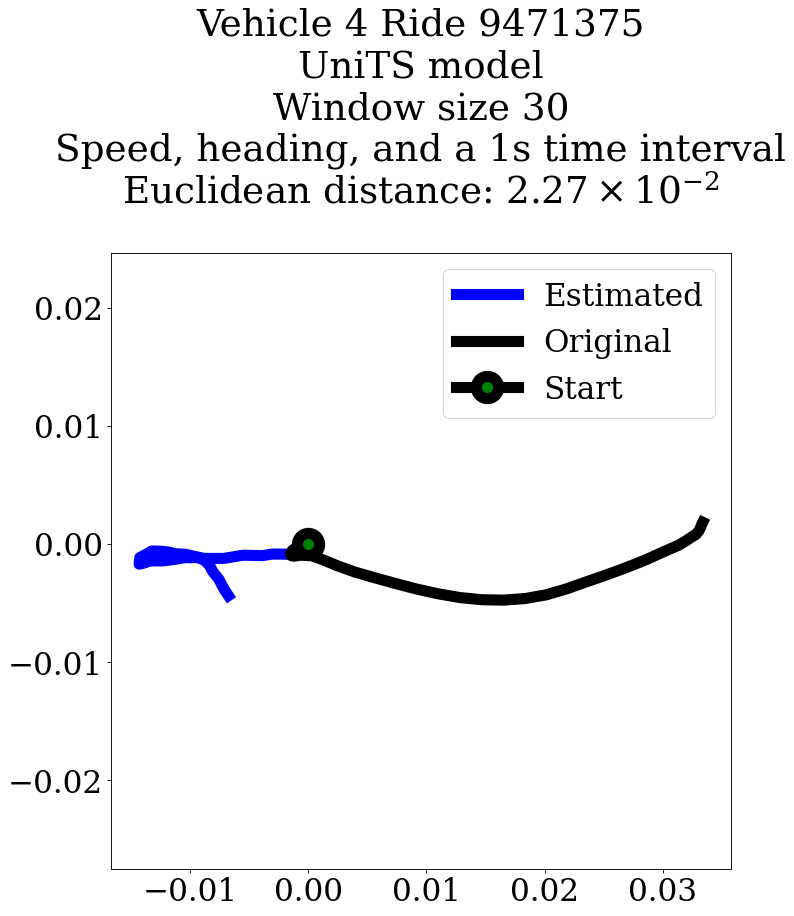 Vehicle 4 Ride 9471375
UniTS model
Window size 30
Speed, heading, and a 1s time interval
Euclidean distance: 2.27 × 10⁻²
Estimated
Original
Start
0.02
0.01
0.00
−0.01
−0.02
−0.01 0.00 0.01 0.02 0.03